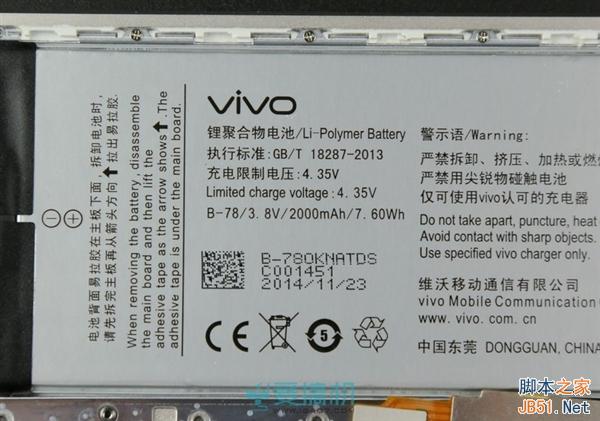 电池背面易拉胶在主板下面，拆卸电池时,
请先拆完主板再从箭头方向↑拉出易拉胶.
When removing the battery, disassemble
the main board and then lift the
adhesive tape as the arrow shows↑.The
adhesive tape is under the main board.
vivo
锂聚合物电池/Li-Polymer Battery
执行标准: GB/T 18287-2013
充电限制电压: 4.35V
Limited charge voltage: 4.35V
B-78/3.8V/2000mAh/7.60Wh
B-780KNATDS
C001451
2014/11/23
CE
5
警示语/Warning:
严禁拆卸、挤压、加热或燃
严禁用尖锐物碰触电池
仅可使用vivo认可的充电器
Do not take apart, puncture, heat
Avoid contact with sharp objects.
Use specified vivo charger only.
维沃移动通信有限公司
vivo Mobile Communication
www.vivo.com.cn
中国东莞 DONGGUAN, CHINA
脚本之家
JB51.Net